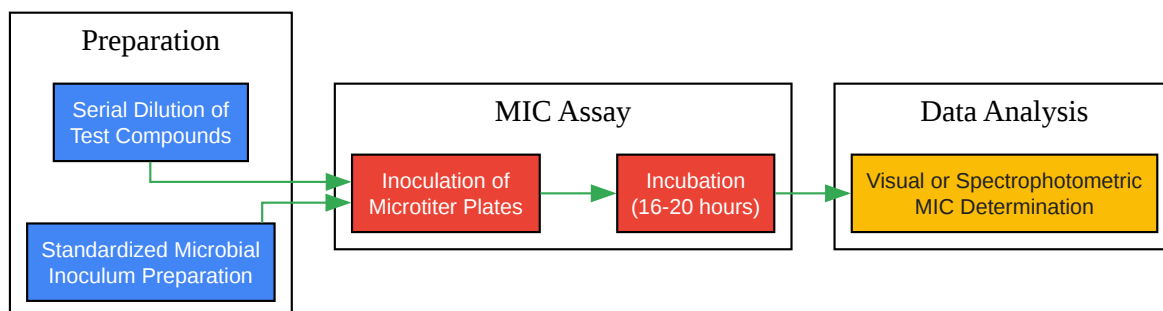 Preparation
Serial Dilution of
Test Compounds
Standardized Microbial
Inoculum Preparation
MIC Assay
Inoculation of
Microtiter Plates
Incubation
(16-20 hours)
Data Analysis
Visual or Spectrophotometric
MIC Determination